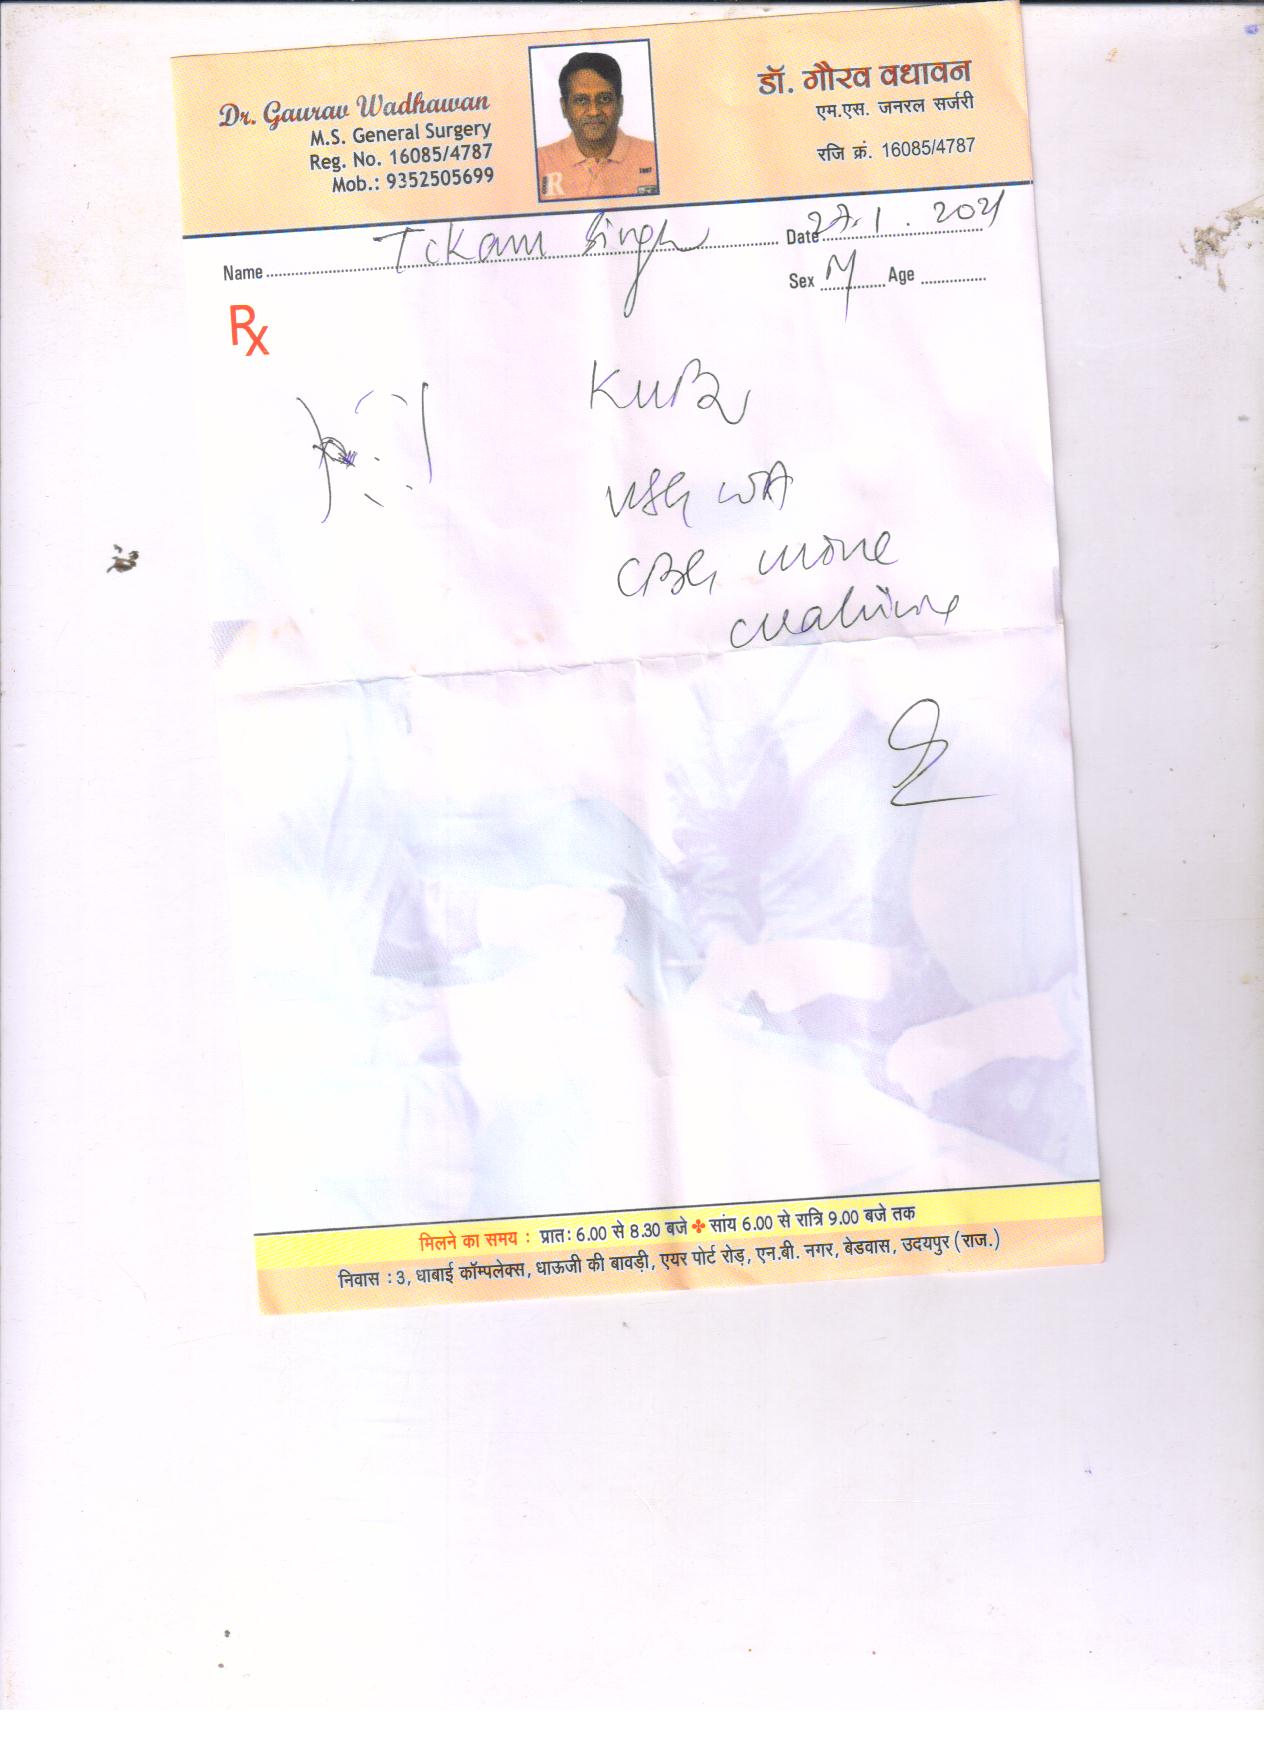 Dr. Gaurav Wadhawan
M.S. General Surgery
Reg. No. 16085/4787
Mob.: 9352505699
डॉ. गौरव वधावन
एम.एस. जनरल सर्जरी
रजि क्रं. 16085/4787
Name Tekam Singh Date 27.1.2021
Sex M Age
Rx
KUB
USG WA
CBC urine
creatinine
मिलने का समय : प्रातः 6.00 से 8.30 बजे ✤ सांय 6.00 से रात्रि 9.00 बजे तक
निवास : 3, धाबाई कॉम्पलेक्स, धाऊजी की बावड़ी, एयर पोर्ट रोड़, एन.बी. नगर, बेडवास, उदयपुर (राज.)